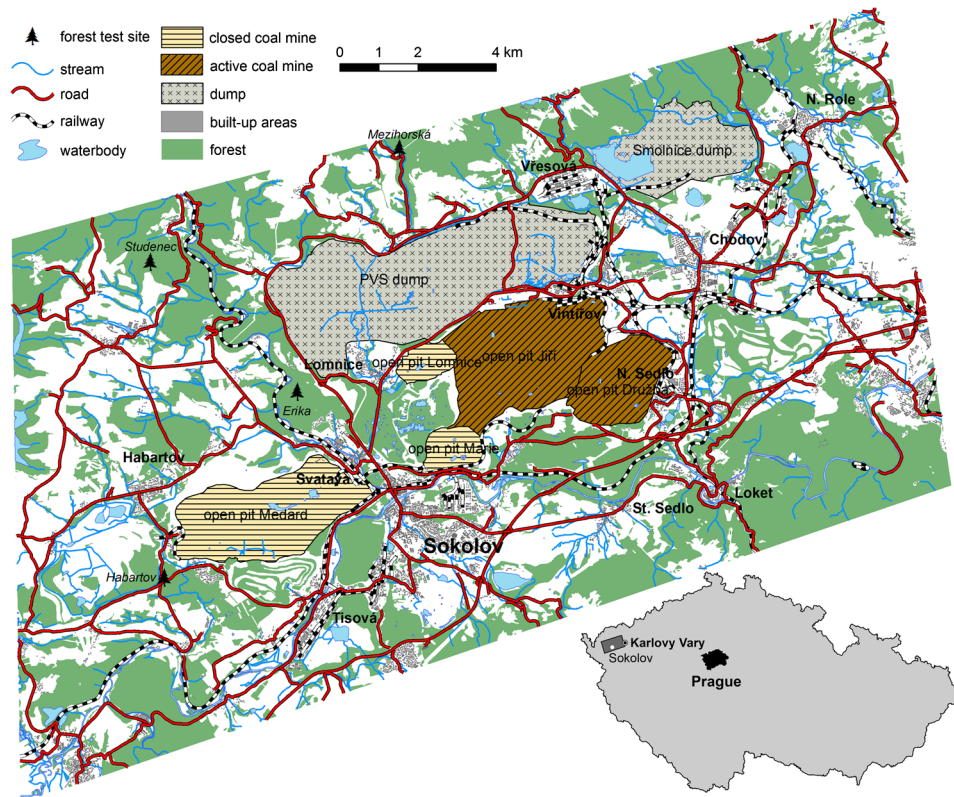 forest test site
stream
road
railway
waterbody
closed coal mine
active coal mine
dump
built-up areas
forest
0 1 2 4 km
N. Role
Mezihorská
Smolnice dump
Vřesová
Studenec
Chodov
PVS dump
Vintířov
open pit Jiří
Lomnice
open pit Lomnice
N. Sedlo
open pit Družba
Erika
open pit Marie
Habartov
Svatava
Loket
St. Sedlo
open pit Medard
Sokolov
Habartov
Tisová
Karlovy Vary
Sokolov
Prague